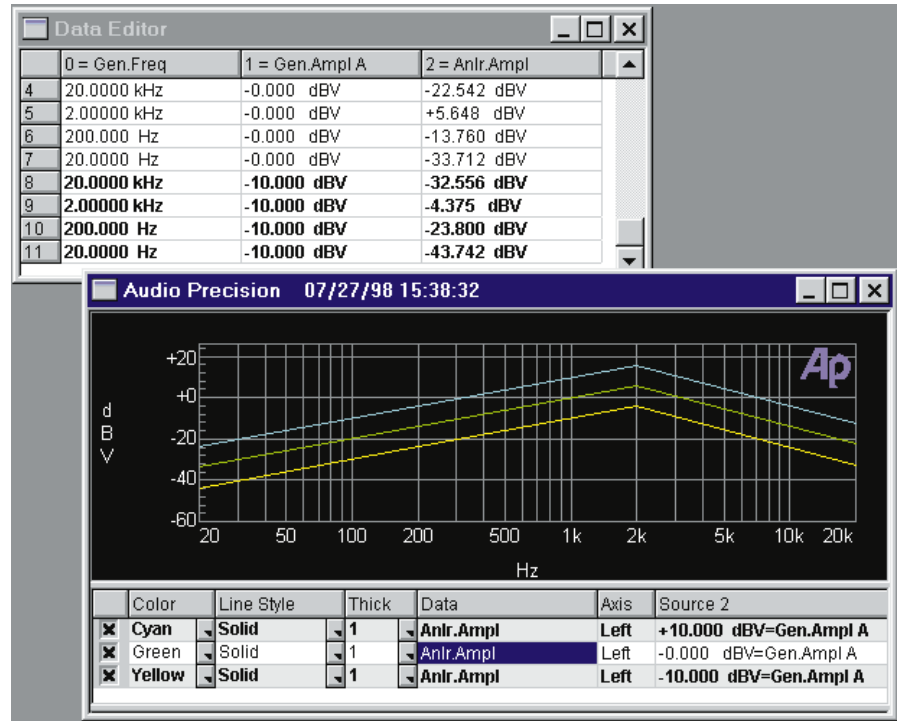 Data Editor
0 = Gen.Freq 1 = Gen.Ampl A 2 = Anlr.Ampl
4 20.0000 kHz -0.000 dBV -22.542 dBV
5 2.00000 kHz -0.000 dBV +5.648 dBV
6 200.000 Hz -0.000 dBV -13.760 dBV
7 20.0000 Hz -0.000 dBV -33.712 dBV
8 20.0000 kHz -10.000 dBV -32.556 dBV
9 2.00000 kHz -10.000 dBV -4.375 dBV
10 200.000 Hz -10.000 dBV -23.800 dBV
11 20.0000 Hz -10.000 dBV -43.742 dBV
Audio Precision 07/27/98 15:38:32
Ap
+20
+0
-20
-40
-60
d
B
V
20 50 100 200 500 1k 2k 5k 10k 20k
Hz
Color Line Style Thick Data Axis Source 2
Cyan Solid 1 Anlr.Ampl Left +10.000 dBV=Gen.Ampl A
Green Solid 1 Anlr.Ampl Left -0.000 dBV=Gen.Ampl A
Yellow Solid 1 Anlr.Ampl Left -10.000 dBV=Gen.Ampl A